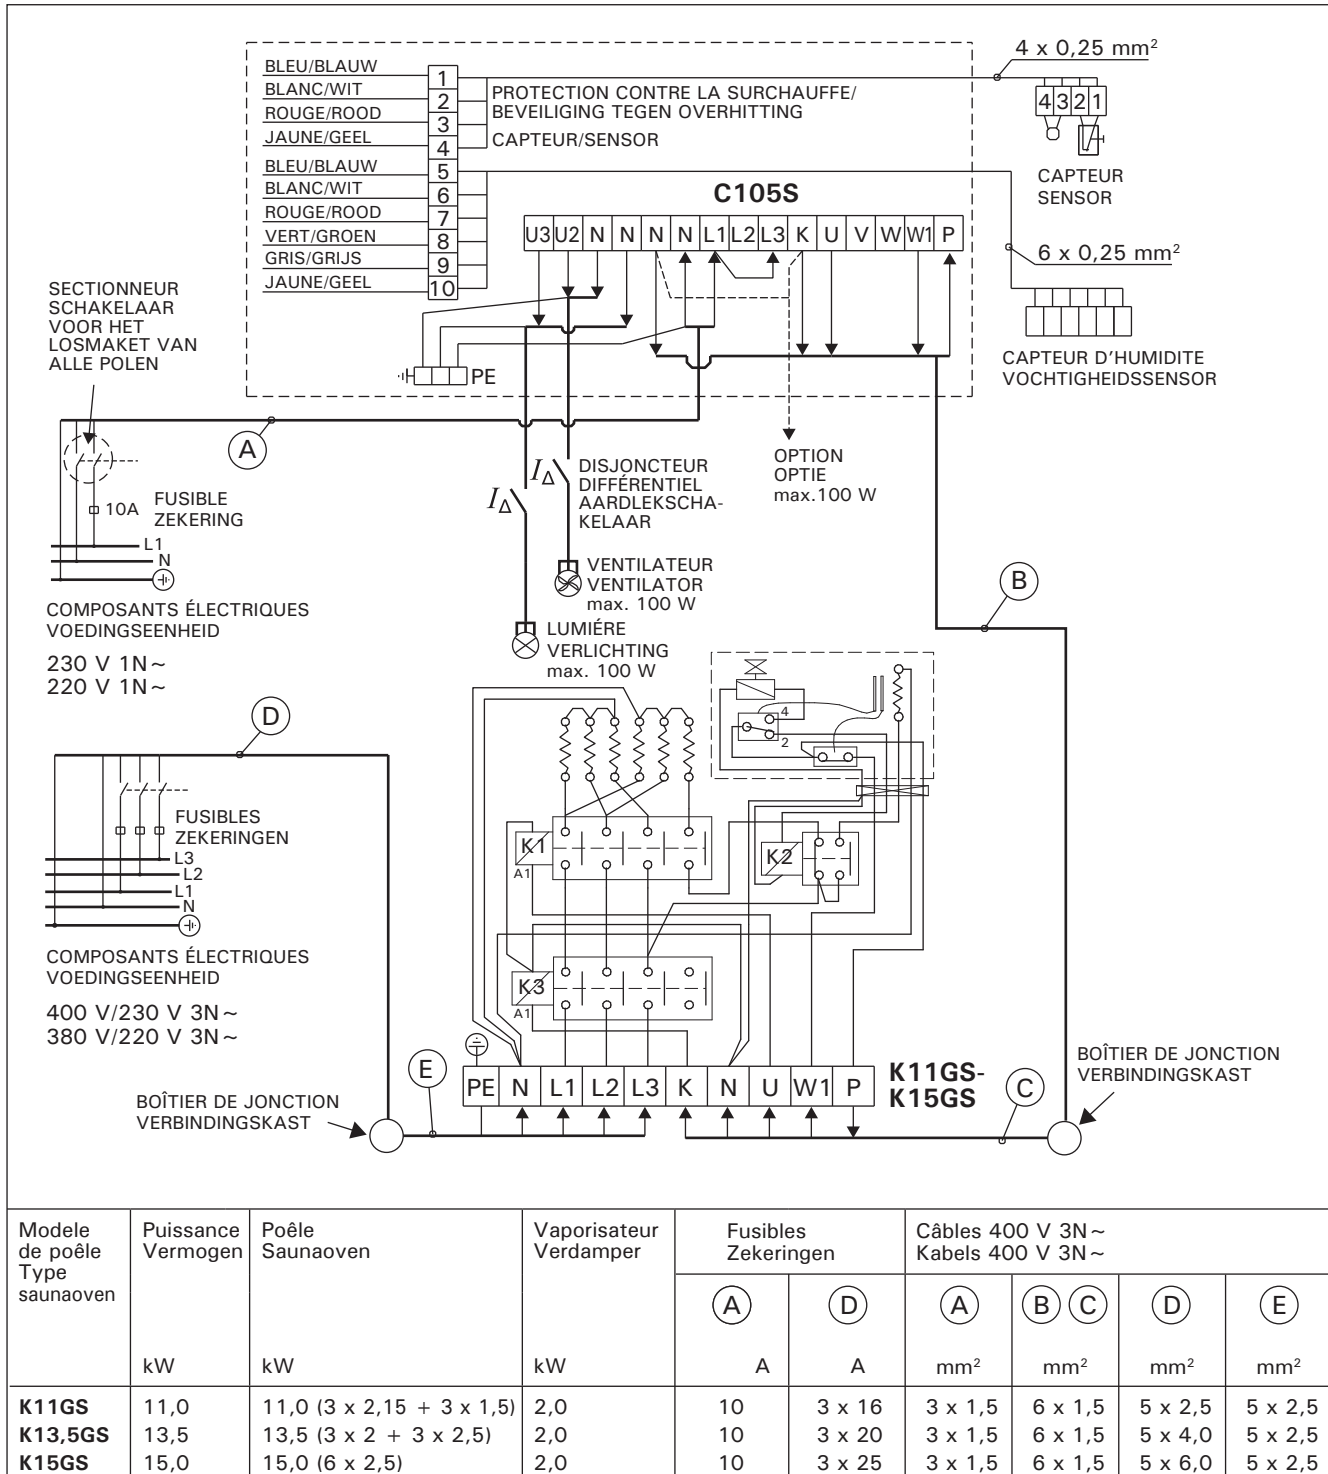 4 x 0,25 mm²
BLEU/BLAUW
BLANC/WIT
ROUGE/ROOD
JAUNE/GEEL
BLEU/BLAUW
BLANC/WIT
ROUGE/ROOD
VERT/GROEN
GRIS/GRIJS
JAUNE/GEEL
1
2
3
4
5
6
7
8
9
10
PROTECTION CONTRE LA SURCHAUFFE/
BEVEILIGING TEGEN OVERHITTING
CAPTEUR/SENSOR
4 3 2 1
CAPTEUR
SENSOR
C105S
U3 U2 N N N N L1 L2 L3 K U V W W1 P
6 x 0,25 mm²
CAPTEUR D'HUMIDITE
VOCHTIGHEIDSSENSOR
SECTIONNEUR
SCHAKELAAR
VOOR HET
LOSMAKET VAN
ALLE POLEN
PE
A
OPTION
OPTIE
max.100 W
I∆
DISJONCTEUR
DIFFÉRENTIEL
AARDLEKSCHA-
KELAAR
I∆
10A
FUSIBLE
ZEKERING
L1
N
VENTILATEUR
VENTILATOR
max. 100 W
B
COMPOSANTS ÉLECTRIQUES
VOEDINGSEENHEID
230 V 1N~
220 V 1N~
LUMIÉRE
VERLICHTING
max. 100 W
D
4
2
FUSIBLES
ZEKERINGEN
L3
L2
L1
N
K1
A1
K2
COMPOSANTS ÉLECTRIQUES
VOEDINGSEENHEID
400 V/230 V 3N~
380 V/220 V 3N~
K3
A1
E
PE N L1 L2 L3 K N U W1 P
K11GS-
K15GS
C
BOÎTIER DE JONCTION
VERBINDINGSKAST
BOÎTIER DE JONCTION
VERBINDINGSKAST
Modele
de poêle
Type
saunaoven
Puissance
Vermogen
kW
Poêle
Saunaoven
kW
Vaporisateur
Verdamper
kW
Fusibles
Zekeringen
Câbles 400 V 3N~
Kabels 400 V 3N~
A D A B C D E
A A mm² mm² mm² mm²
K11GS 11,0 11,0 (3 x 2,15 + 3 x 1,5) 2,0 10 3 x 16 3 x 1,5 6 x 1,5 5 x 2,5 5 x 2,5
K13,5GS 13,5 13,5 (3 x 2 + 3 x 2,5) 2,0 10 3 x 20 3 x 1,5 6 x 1,5 5 x 4,0 5 x 2,5
K15GS 15,0 15,0 (6 x 2,5) 2,0 10 3 x 25 3 x 1,5 6 x 1,5 5 x 6,0 5 x 2,5